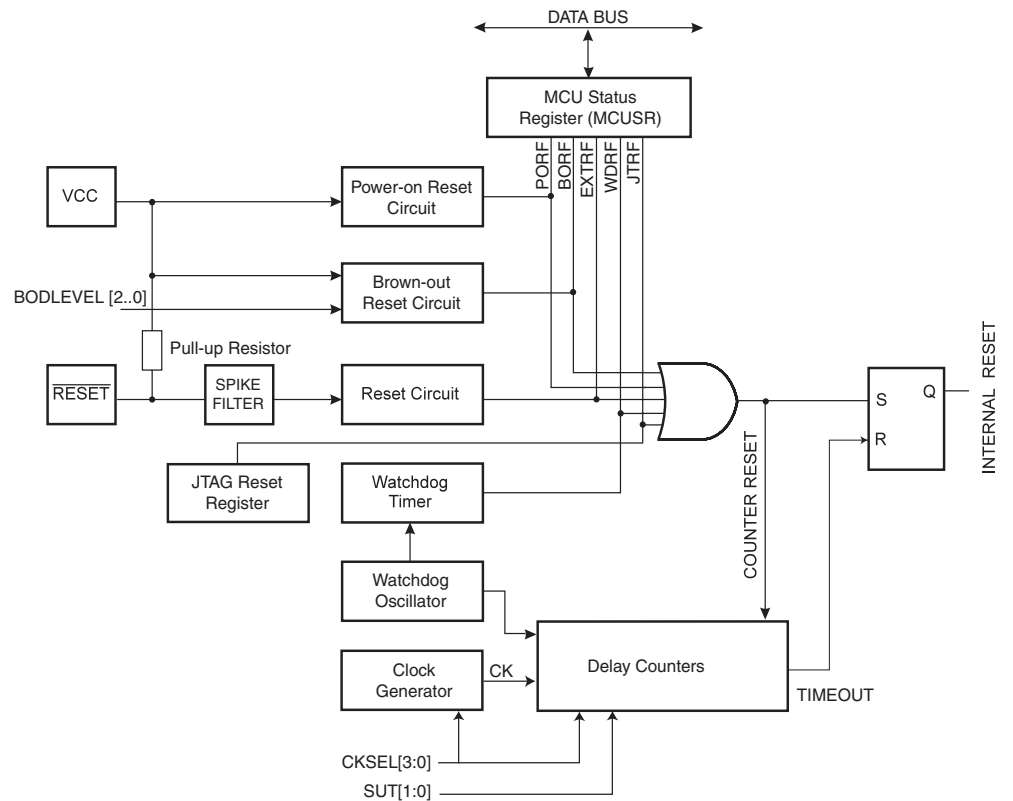 DATA BUS
MCU Status
Register (MCUSR)
PORF
BORF
EXTRF
WDRF
JTRF
VCC
Power-on Reset
Circuit
Brown-out
Reset Circuit
BODLEVEL [2..0]
Pull-up Resistor
RESET
SPIKE
FILTER
Reset Circuit
JTAG Reset
Register
Watchdog
Timer
Watchdog
Oscillator
Clock
Generator
CK
Delay Counters
CKSEL[3:0]
SUT[1:0]
COUNTER RESET
TIMEOUT
S
R
Q
INTERNAL RESET